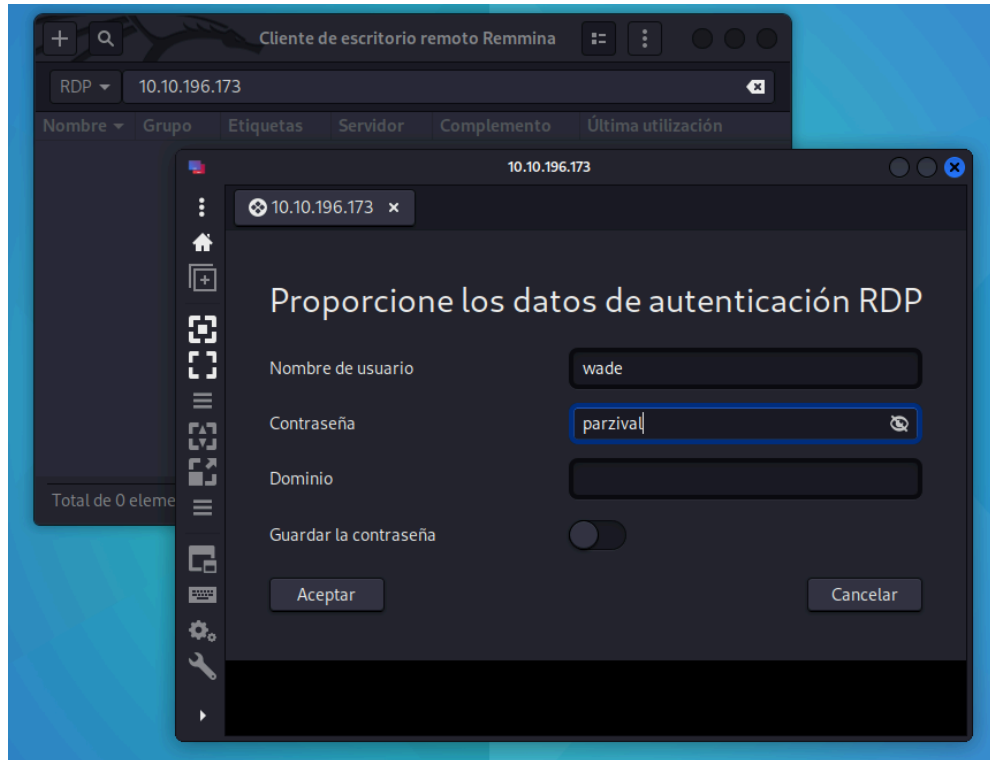 Cliente de escritorio remoto Remmina
RDP 10.10.196.173
Nombre Grupo Etiquetas Servidor Complemento Última utilización
10.10.196.173
10.10.196.173
Proporcione los datos de autenticación RDP
Nombre de usuario wade
Contraseña parzival
Dominio
Total de 0 eleme
Guardar la contraseña
Aceptar Cancelar